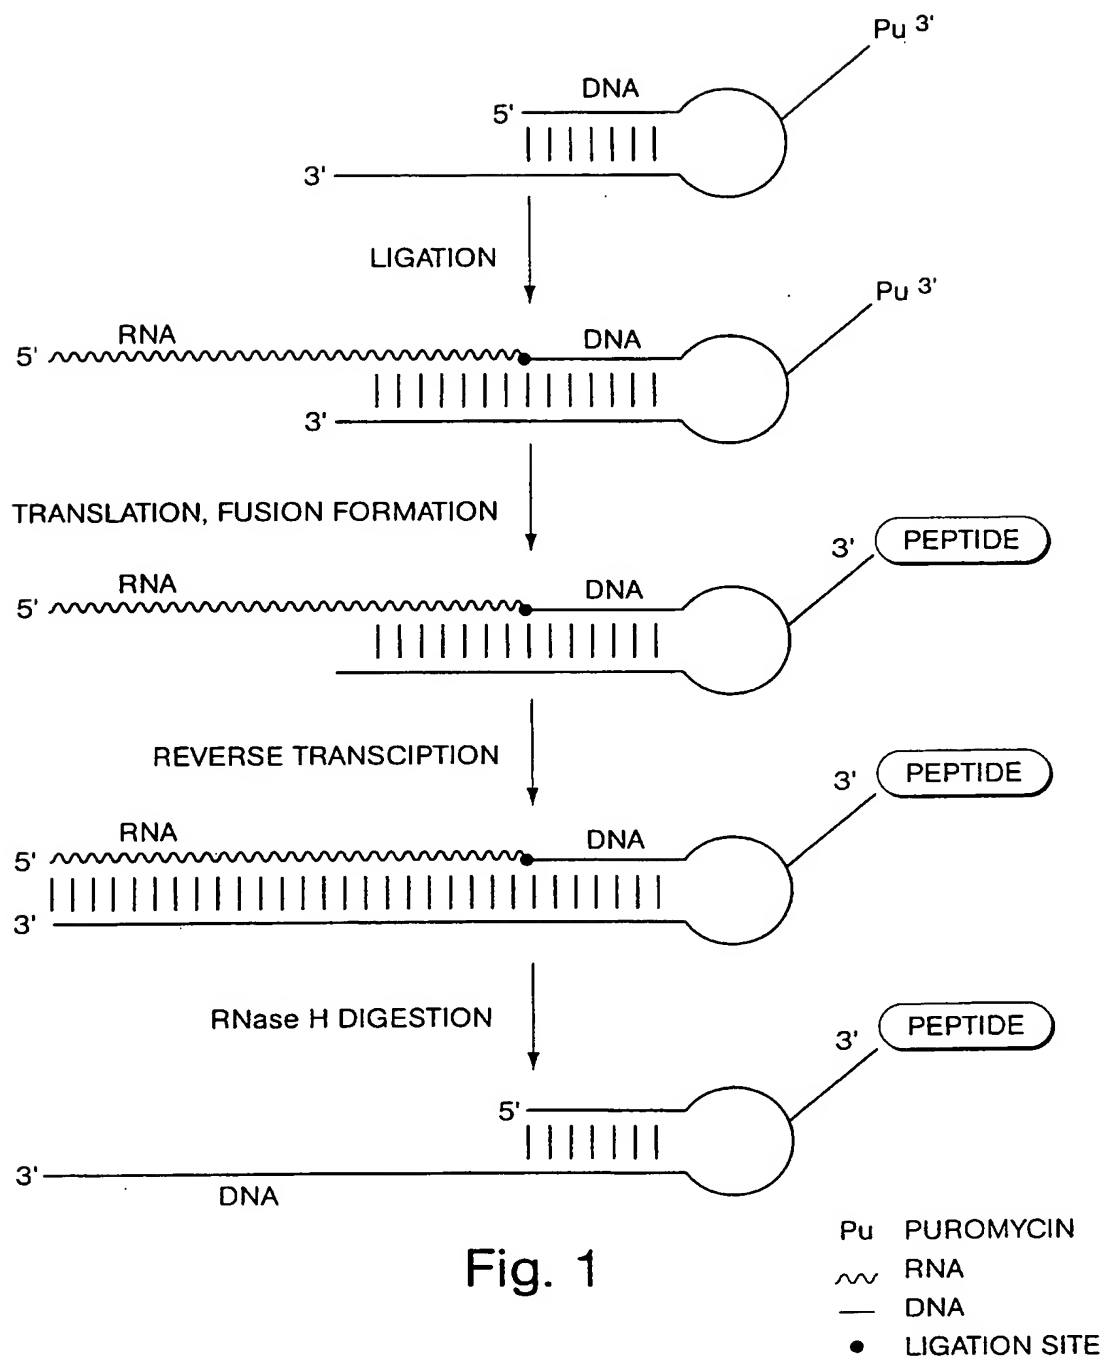 Pu 3'
DNA
5'
3'
LIGATION
Pu 3'
RNA
DNA
5'
3'
TRANSLATION, FUSION FORMATION
3' PEPTIDE
RNA
DNA
5'
REVERSE TRANSCIPTION
3' PEPTIDE
RNA
DNA
5'
3'
RNase H DIGESTION
3' PEPTIDE
5'
3'
DNA
Fig. 1
Pu PUROMYCIN
RNA
DNA
LIGATION SITE